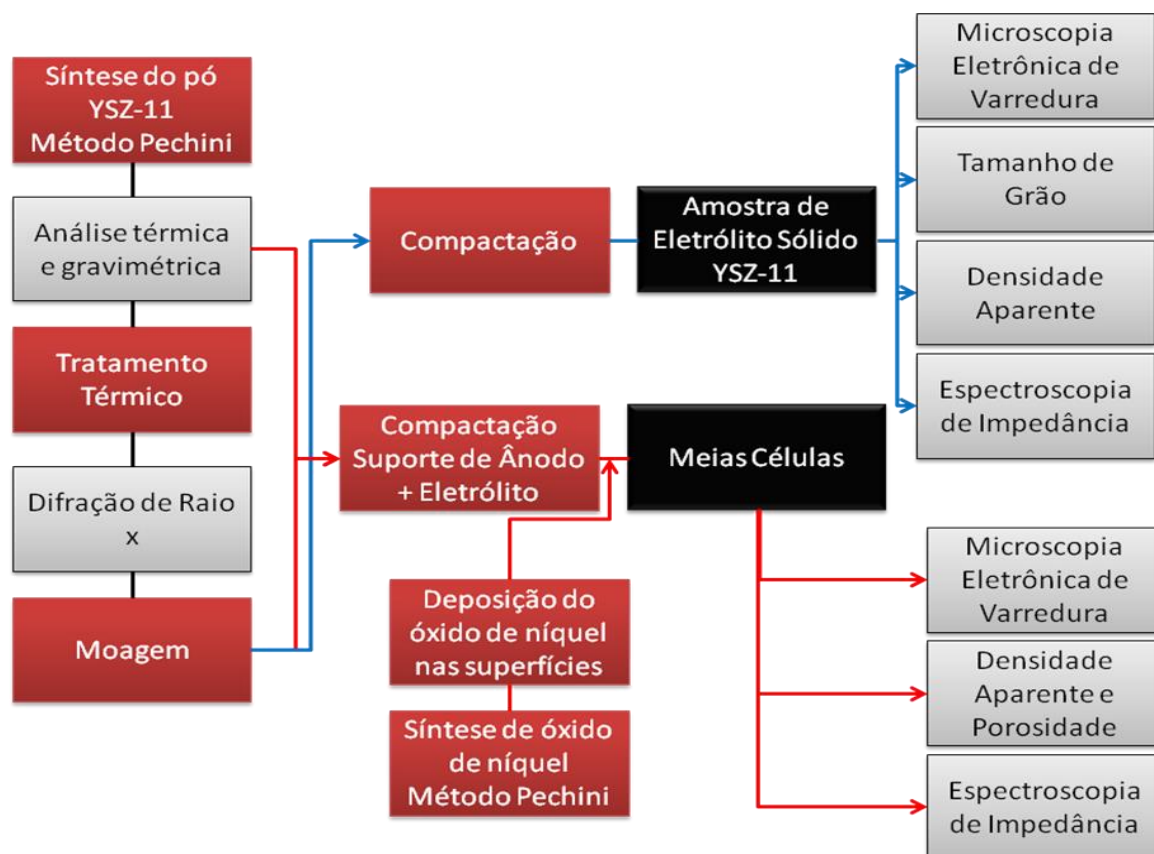 Síntese do pó
YSZ-11
Método Pechini
Análise térmica
e gravimétrica
Tratamento
Térmico
Difração de Raio
x
Moagem
Compactação
Amostra de
Eletrólito Sólido
YSZ-11
Compactação
Suporte de Ânodo
+ Eletrólito
Meias Células
Deposição do
óxido de níquel
nas superfícies
Síntese de óxido
de níquel
Método Pechini
Microscopia
Eletrônica de
Varredura
Tamanho de
Grão
Densidade
Aparente
Espectroscopia
de Impedância
Microscopia
Eletrônica de
Varredura
Densidade
Aparente e
Porosidade
Espectroscopia
de Impedância